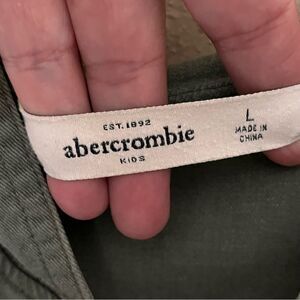 EST. 1892
abercrombie
KIDS
L
MADE IN
CHINA